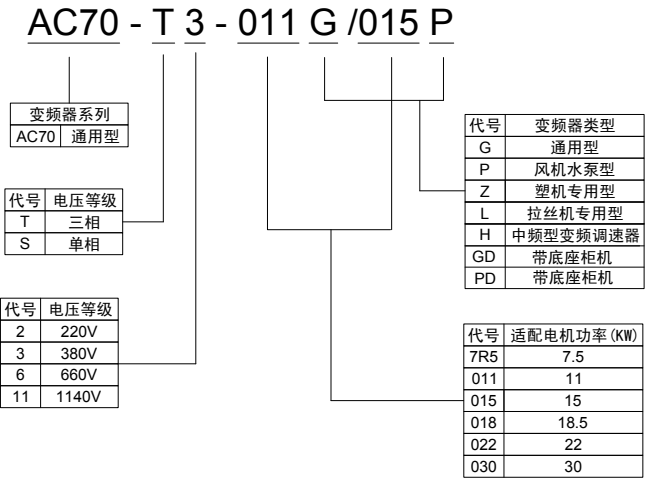 AC70 - T 3 - 011 G /015 P
变频器系列
AC70 通用型
代号 电压等级
T 三相
S 单相
代号 电压等级
2 220V
3 380V
6 660V
11 1140V
代号 变频器类型
G 通用型
P 风机水泵型
Z 塑机专用型
L 拉丝机专用型
H 中频型变频调速器
GD 带底座柜机
PD 带底座柜机
代号 适配电机功率(KW)
7R5 7.5
011 11
015 15
018 18.5
022 22
030 30